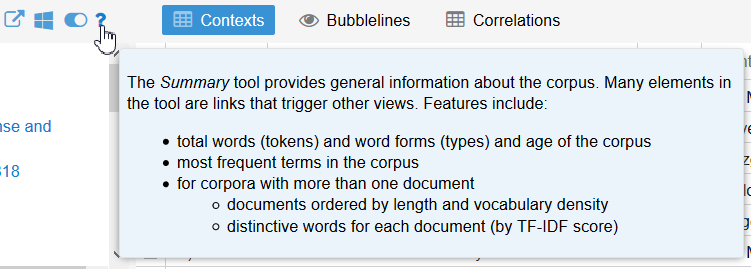 ?
Contexts Bubblelines Correlations
The Summary tool provides general information about the corpus. Many elements in
the tool are links that trigger other views. Features include:
• total words (tokens) and word forms (types) and age of the corpus
• most frequent terms in the corpus
• for corpora with more than one document
◦ documents ordered by length and vocabulary density
◦ distinctive words for each document (by TF-IDF score)
and